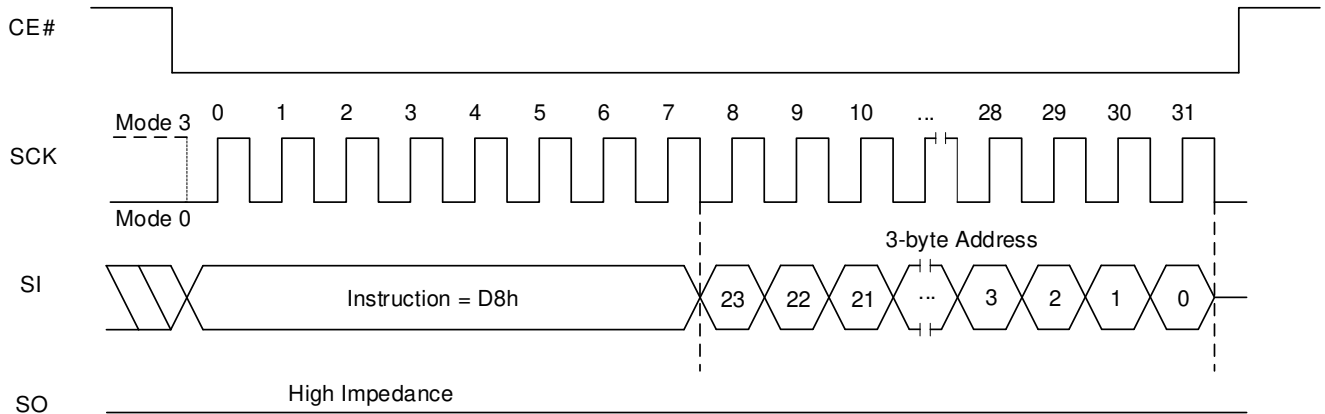 CE#
0 1 2 3 4 5 6 7 8 9 10 ... 28 29 30 31
Mode 3
SCK
Mode 0
3-byte Address
SI Instruction = D8h 23 22 21 ... 3 2 1 0
High Impedance
SO